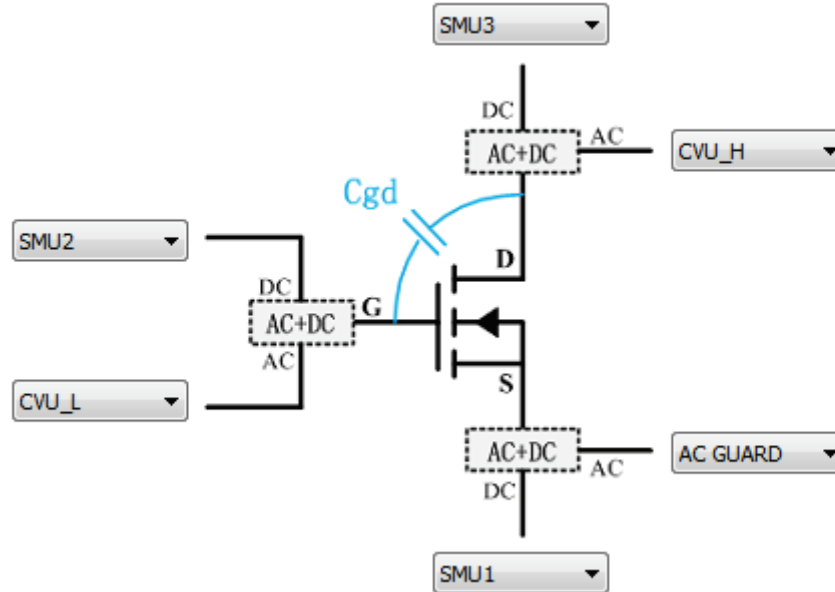 SMU3
DC
AC+DC
AC
CVU_H
Cgd
SMU2
D
DC
G
AC+DC
AC
S
CVU_L
AC+DC
AC
AC GUARD
DC
SMU1